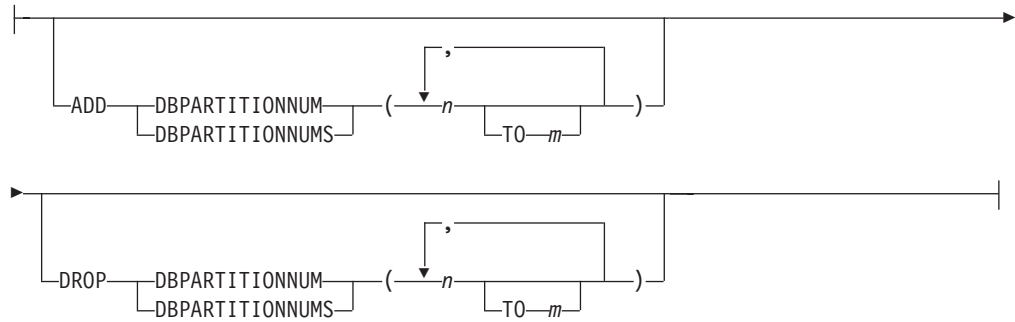 ,
ADD DBPARTITIONNUM ( n )
DBPARTITIONNUMS TO m
,
DROP DBPARTITIONNUM ( n )
DBPARTITIONNUMS TO m